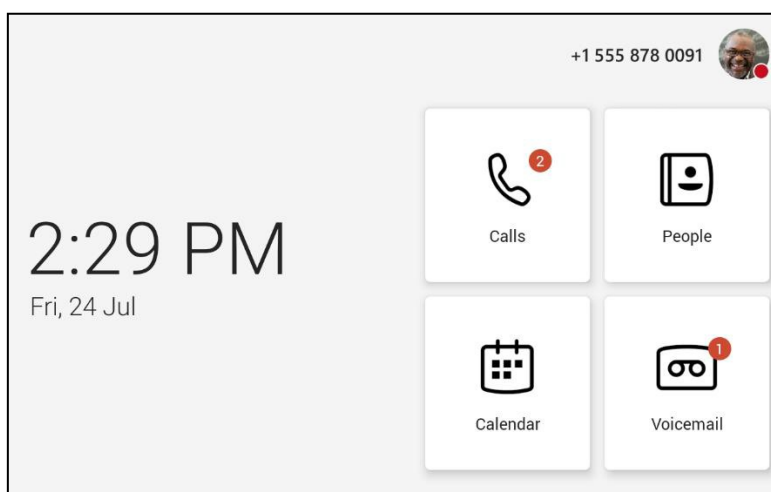 +1 555 878 0091
2:29 PM
Fri, 24 Jul
2
Calls
People
Calendar
1
Voicemail